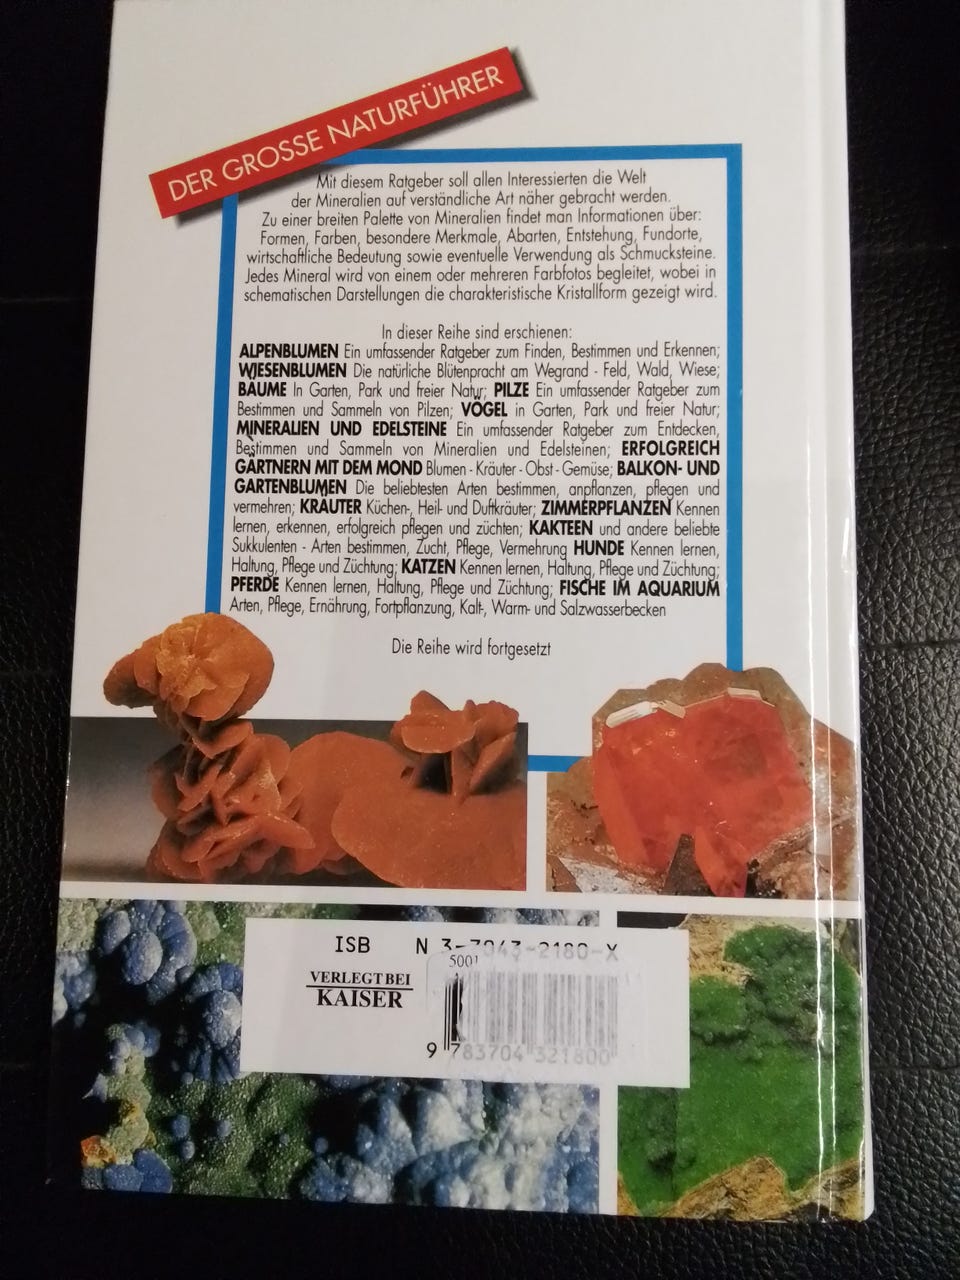 DER GROSSE NATURFÜHRER
Mit diesem Ratgeber soll allen Interessierten die Welt
der Mineralien auf verständliche Art näher gebracht werden.
Zu einer breiten Palette von Mineralien findet man Informationen über:
Formen, Farben, besondere Merkmale, Abarten, Entstehung, Fundorte,
wirtschaftliche Bedeutung sowie eventuelle Verwendung als Schmucksteine.
Jedes Mineral wird von einem oder mehreren Farbfotos begleitet, wobei in
schematischen Darstellungen die charakteristische Kristallform gezeigt wird.
In dieser Reihe sind erschienen:
ALPENBLUMEN Ein umfassender Ratgeber zum Finden, Bestimmen und Erkennen;
WIESENBLUMEN Die natürliche Blütenpracht am Wegrand - Feld, Wald, Wiese;
BÄUME In Garten, Park und freier Natur; PILZE Ein umfassender Ratgeber zum
Bestimmen und Sammeln von Pilzen; VÖGEL in Garten, Park und freier Natur;
MINERALIEN UND EDELSTEINE Ein umfassender Ratgeber zum Entdecken,
Bestimmen und Sammeln von Mineralien und Edelsteinen; ERFOLGREICH
GÄRTNERN MIT DEM MOND Blumen - Kräuter - Obst - Gemüse; BALKON- UND
GARTENBLUMEN Die beliebtesten Arten bestimmen, anpflanzen, pflegen und
vermehren; KRÄUTER Küchen-, Heil- und Duftkräuter; ZIMMERPFLANZEN Kennen
lernen, erkennen, erfolgreich pflegen und züchten; KAKTEEN und andere beliebte
Sukkulenten - Arten bestimmen, Zucht, Pflege, Vermehrung HUNDE Kennen lernen,
Haltung, Pflege und Züchtung; KATZEN Kennen lernen, Haltung, Pflege und Züchtung;
PFERDE Kennen lernen, Haltung, Pflege und Züchtung; FISCHE IM AQUARIUM
Arten, Pflege, Ernährung, Fortpflanzung, Kalt-, Warm- und Salzwasserbecken
Die Reihe wird fortgesetzt
ISB N 3-7043-2180-X
5001
VERLEGT BEI
KAISER
9 783704 321800